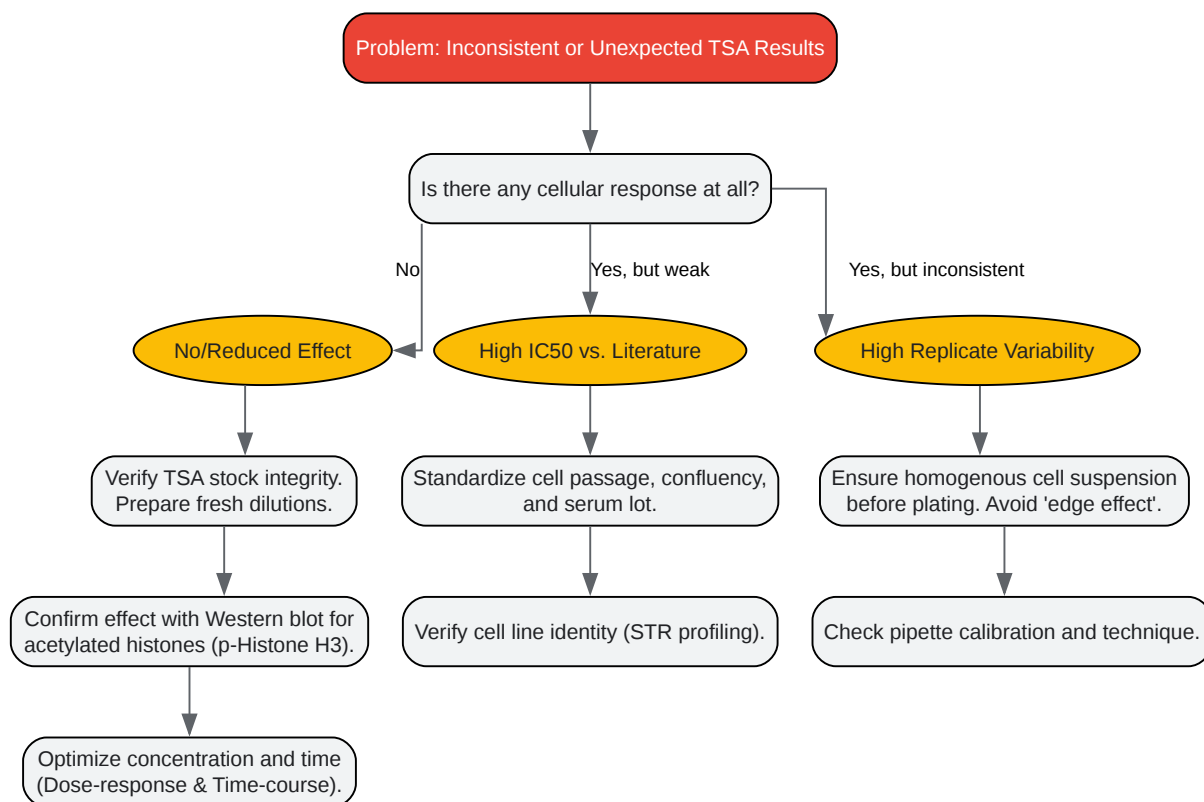 Problem: Inconsistent or Unexpected TSA Results
Is there any cellular response at all?
No
Yes, but weak
Yes, but inconsistent
No/Reduced Effect
High IC50 vs. Literature
High Replicate Variability
Verify TSA stock integrity.
Prepare fresh dilutions.
Standardize cell passage, confluency,
and serum lot.
Ensure homogenous cell suspension
before plating. Avoid 'edge effect'.
Confirm effect with Western blot for
acetylated histones (p-Histone H3).
Verify cell line identity (STR profiling).
Check pipette calibration and technique.
Optimize concentration and time
(Dose-response & Time-course).